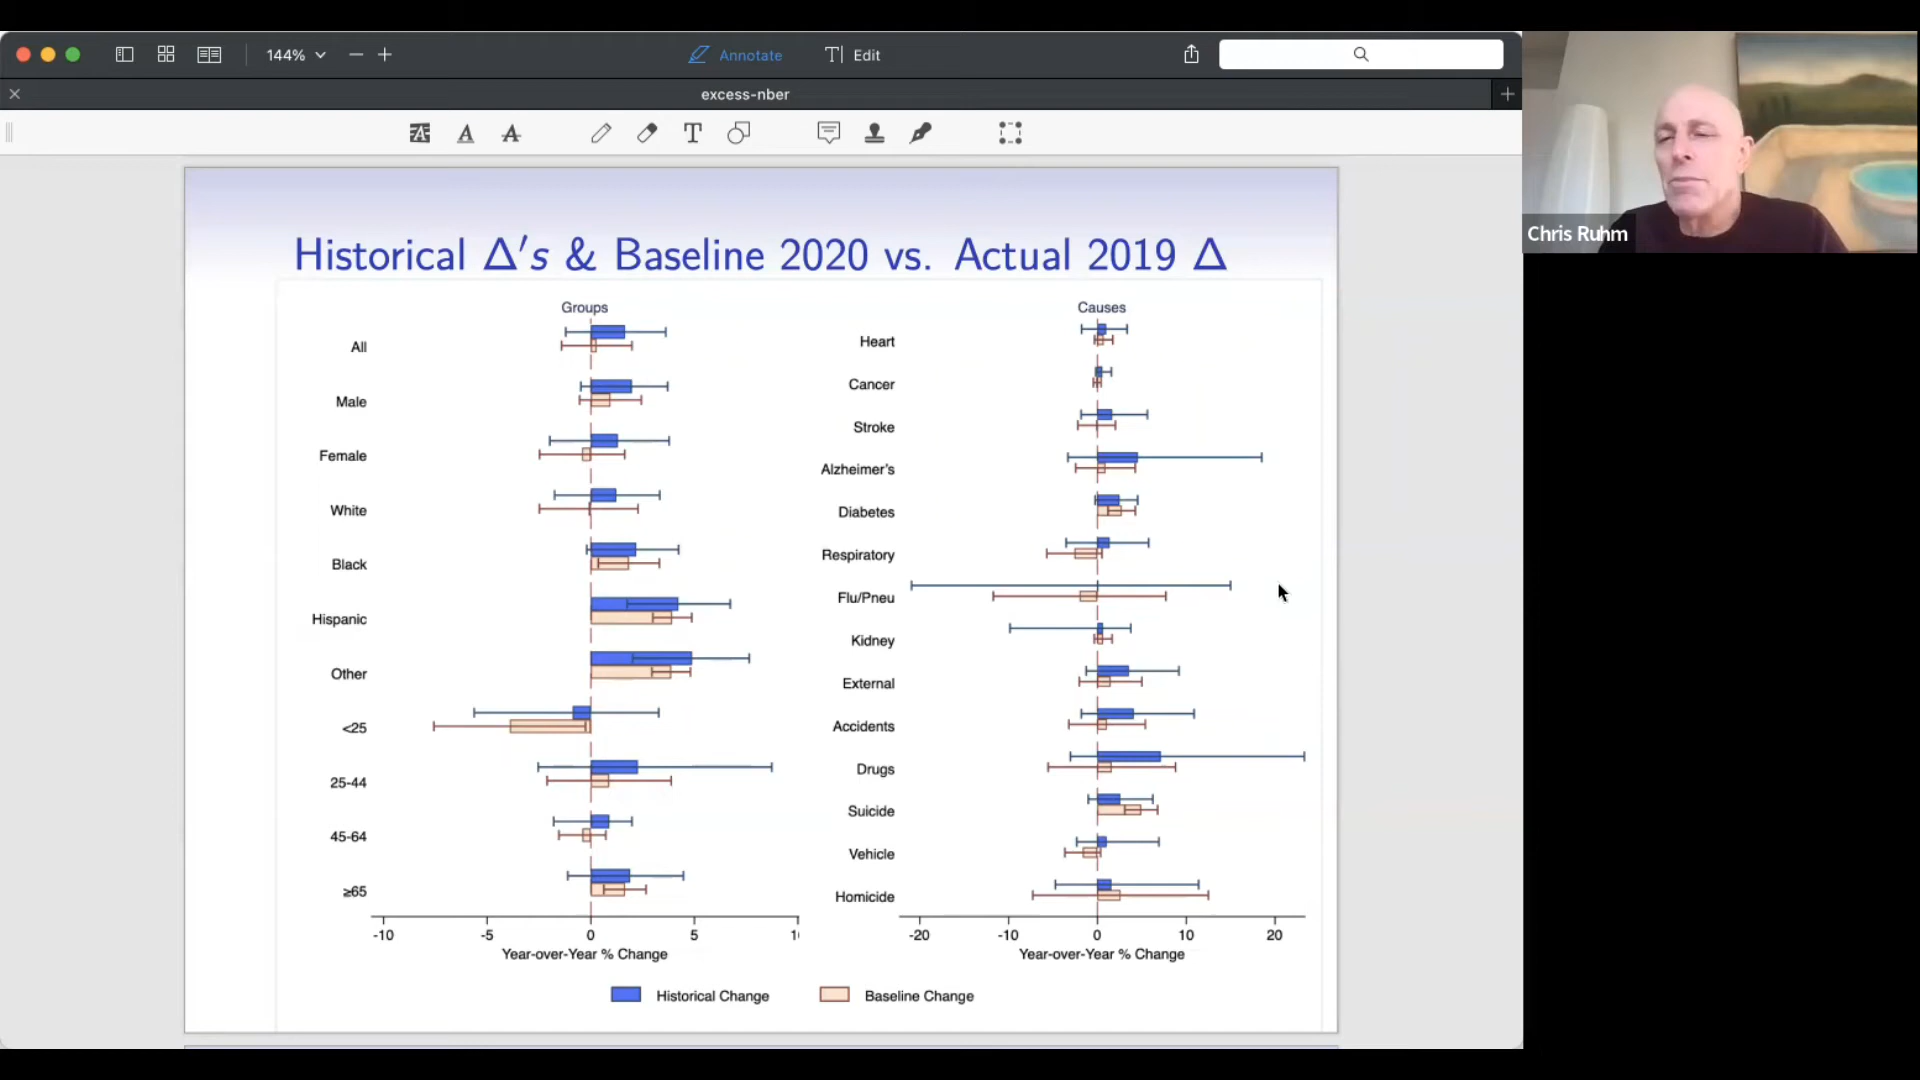 144%
Annotate
Edit
excess-nber
Chris Ruhm
Historical Δ's & Baseline 2020 vs. Actual 2019 Δ
Groups
All
Male
Female
White
Black
Hispanic
Other
<25
25-44
45-64
≥65
-10 -5 0 5 1
Year-over-Year % Change
Causes
Heart
Cancer
Stroke
Alzheimer's
Diabetes
Respiratory
Flu/Pneu
Kidney
External
Accidents
Drugs
Suicide
Vehicle
Homicide
-20 -10 0 10 20
Year-over-Year % Change
Historical Change Baseline Change